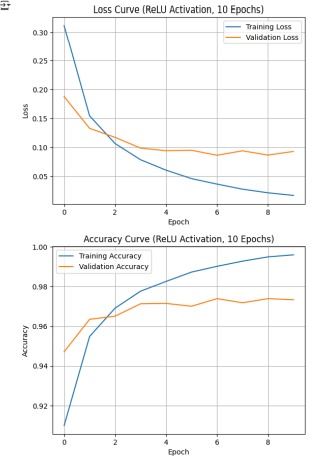 Loss Curve (ReLU Activation, 10 Epochs)
Training Loss
Validation Loss
0.30
0.25
0.20
0.15
0.10
0.05
Loss
0 2 4 6 8
Epoch
Accuracy Curve (ReLU Activation, 10 Epochs)
Training Accuracy
Validation Accuracy
1.00
0.98
0.96
0.94
0.92
Accuracy
0 2 4 6 8
Epoch